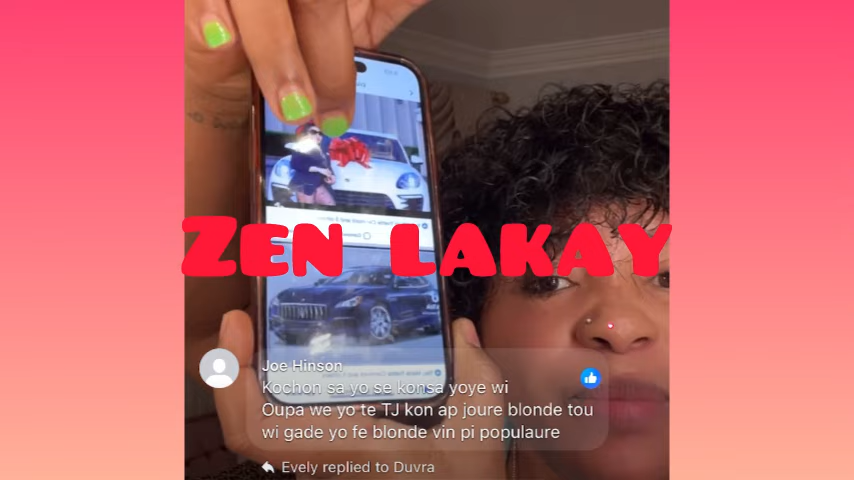 Zen lakay
Joe Hinson
Kochon sa yo se konsa yoye wi
Oupa we yo te TJ kon ap joure blonde tou
wi gade yo fe blonde vin pi populaure
Evely replied to Duvra